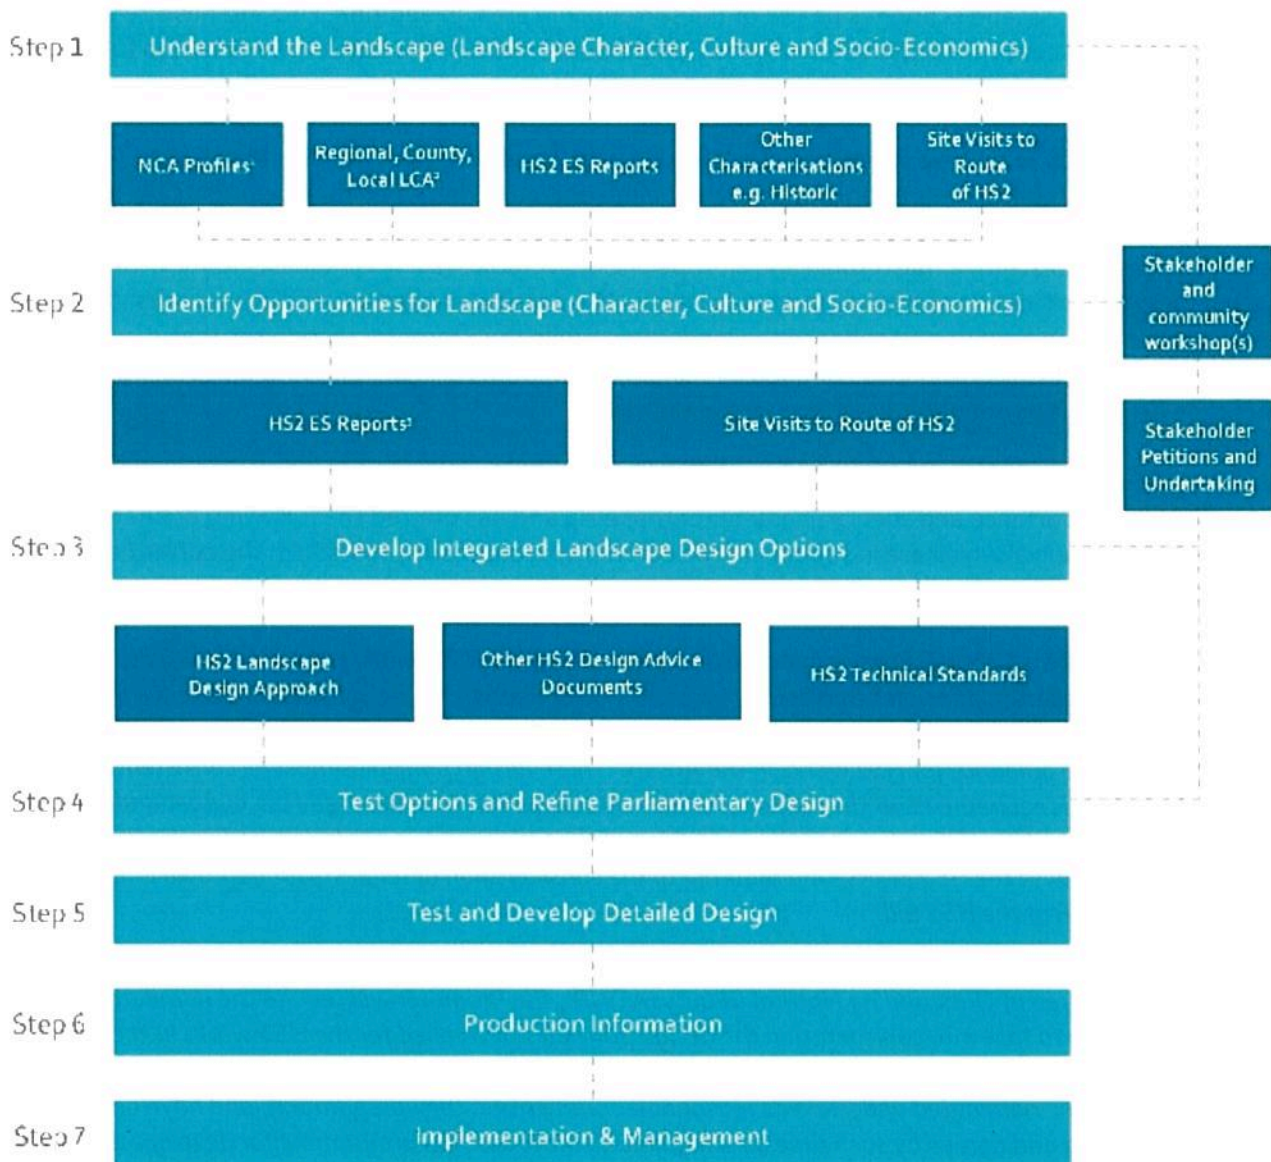 Step 1
Understand the Landscape (Landscape Character, Culture and Socio-Economics)
NCA Profiles¹
Regional, County,
Local LCA²
HS2 ES Reports
Other
Characterisations
e.g. Historic
Site Visits to
Route
of HS2
Step 2
Identify Opportunities for Landscape (Character, Culture and Socio-Economics)
Stakeholder
and
community
workshop(s)
HS2 ES Reports³
Site Visits to Route of HS2
Stakeholder
Petitions and
Undertaking
Step 3
Develop Integrated Landscape Design Options
HS2 Landscape
Design Approach
Other HS2 Design Advice
Documents
HS2 Technical Standards
Step 4
Test Options and Refine Parliamentary Design
Step 5
Test and Develop Detailed Design
Step 6
Production Information
Step 7
Implementation & Management